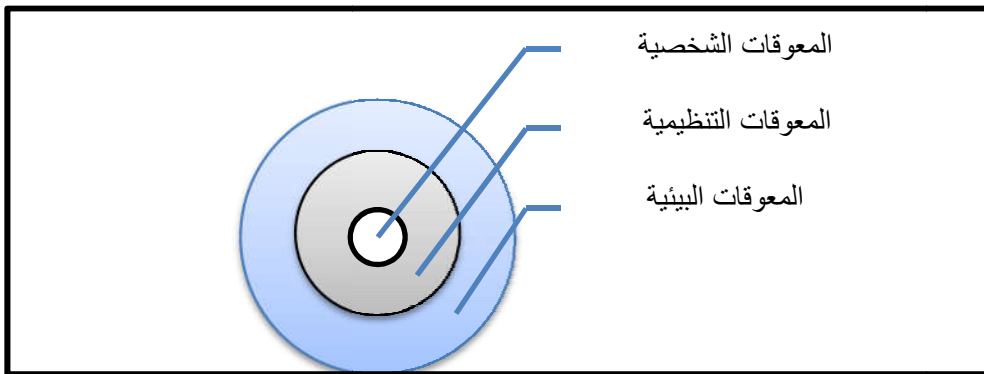 المعوقات الشخصية
المعوقات التنظيمية
المعوقات البيئية